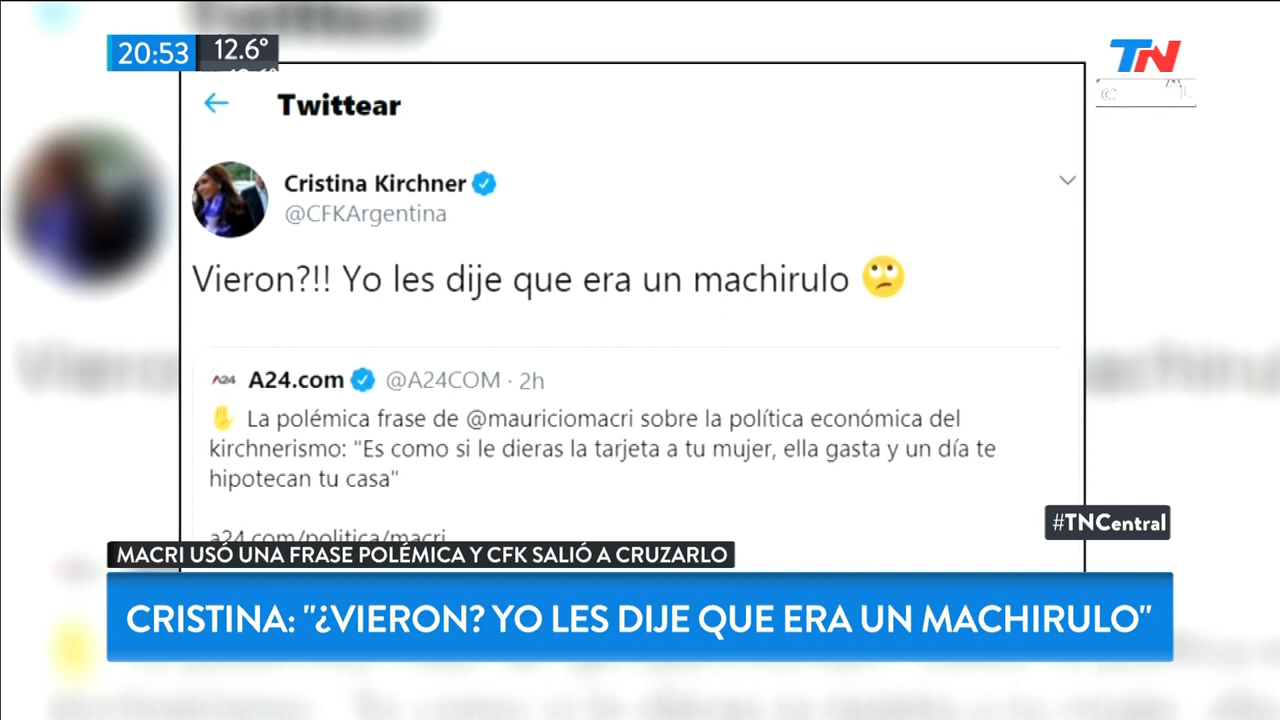 20:53
12.6°
TN
Twittear
Cristina Kirchner
@CFKArgentina
Vieron?!! Yo les dije que era un machirulo 🙄
A24 A24.com @A24COM · 2h
✋ La polémica frase de @mauriciomacri sobre la política económica del
kirchnerismo: "Es como si le dieras la tarjeta a tu mujer, ella gasta y un día te
hipotecan tu casa"
a24.com/politica/macri
#TNCentral
MACRI USÓ UNA FRASE POLÉMICA Y CFK SALIÓ A CRUZARLO
CRISTINA: "¿VIERON? YO LES DIJE QUE ERA UN MACHIRULO"